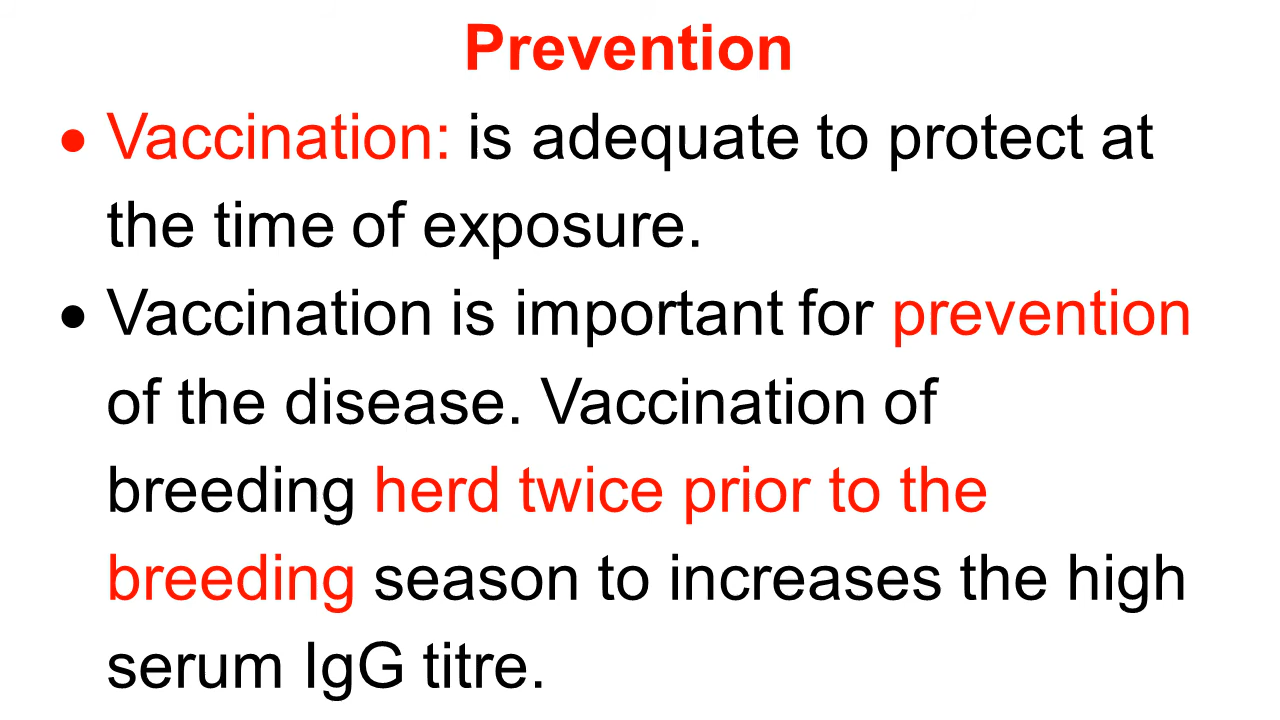 Prevention
• Vaccination: is adequate to protect at
the time of exposure.
• Vaccination is important for prevention
of the disease. Vaccination of
breeding herd twice prior to the
breeding season to increases the high
serum IgG titre.